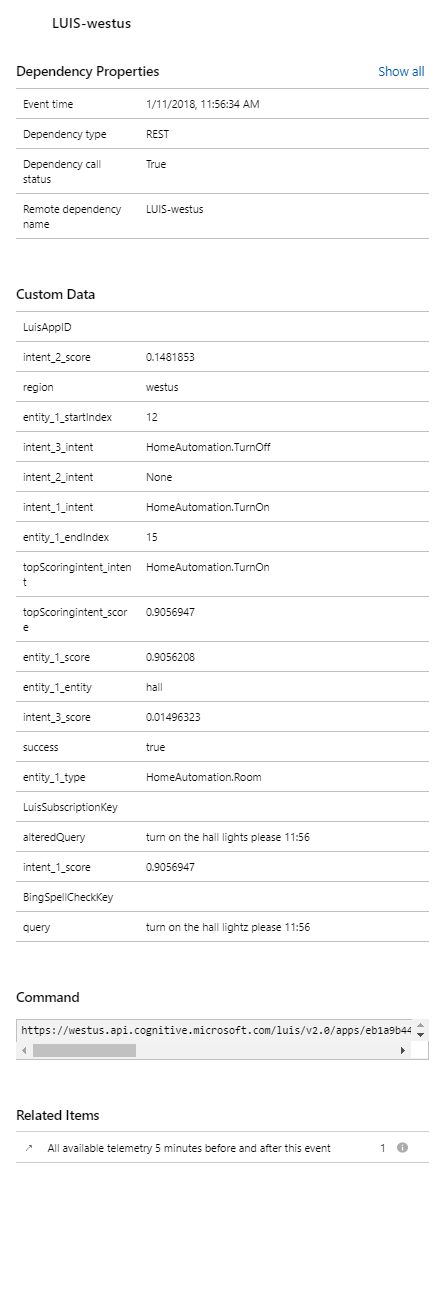 LUIS-westus
Dependency Properties Show all
Event time 1/11/2018, 11:56:34 AM
Dependency type REST
Dependency call True
status
Remote dependency LUIS-westus
name
Custom Data
LuisAppID
intent_2_score 0.1481853
region westus
entity_1_startIndex 12
intent_3_intent HomeAutomation.TurnOff
intent_2_intent None
intent_1_intent HomeAutomation.TurnOn
entity_1_endIndex 15
topScoringintent_inten HomeAutomation.TurnOn
t
topScoringintent_scor 0.9056947
e
entity_1_score 0.9056208
entity_1_entity hall
intent_3_score 0.01496323
success true
entity_1_type HomeAutomation.Room
LuisSubscriptionKey
alteredQuery turn on the hall lights please 11:56
intent_1_score 0.9056947
BingSpellCheckKey
query turn on the hall lightz please 11:56
Command
https://westus.api.cognitive.microsoft.com/luis/v2.0/apps/eb1a9b44
Related Items
All available telemetry 5 minutes before and after this event 1